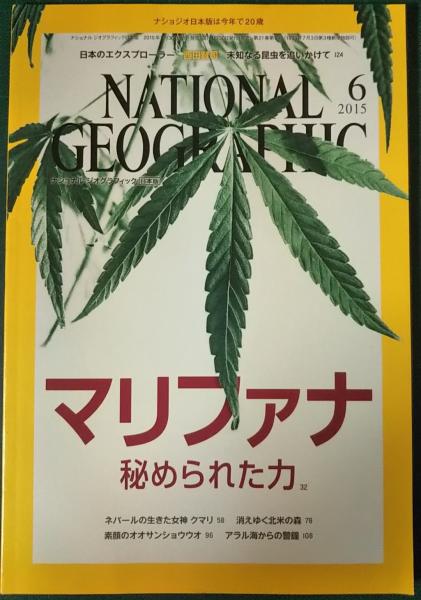 ナショジオ日本版は今年で20歳
日本のエクスプローラー 西田賢司 未知なる昆虫を追いかけて 124
NATIONAL
GEOGRAPHIC
6
2015
ナショナル ジオグラフィック 日本版
マリファナ
秘められた力 32
ネパールの生きた女神 クマリ 58 消えゆく北米の森 78
素顔のオオサンショウウオ 96 アラル海からの警鐘 108